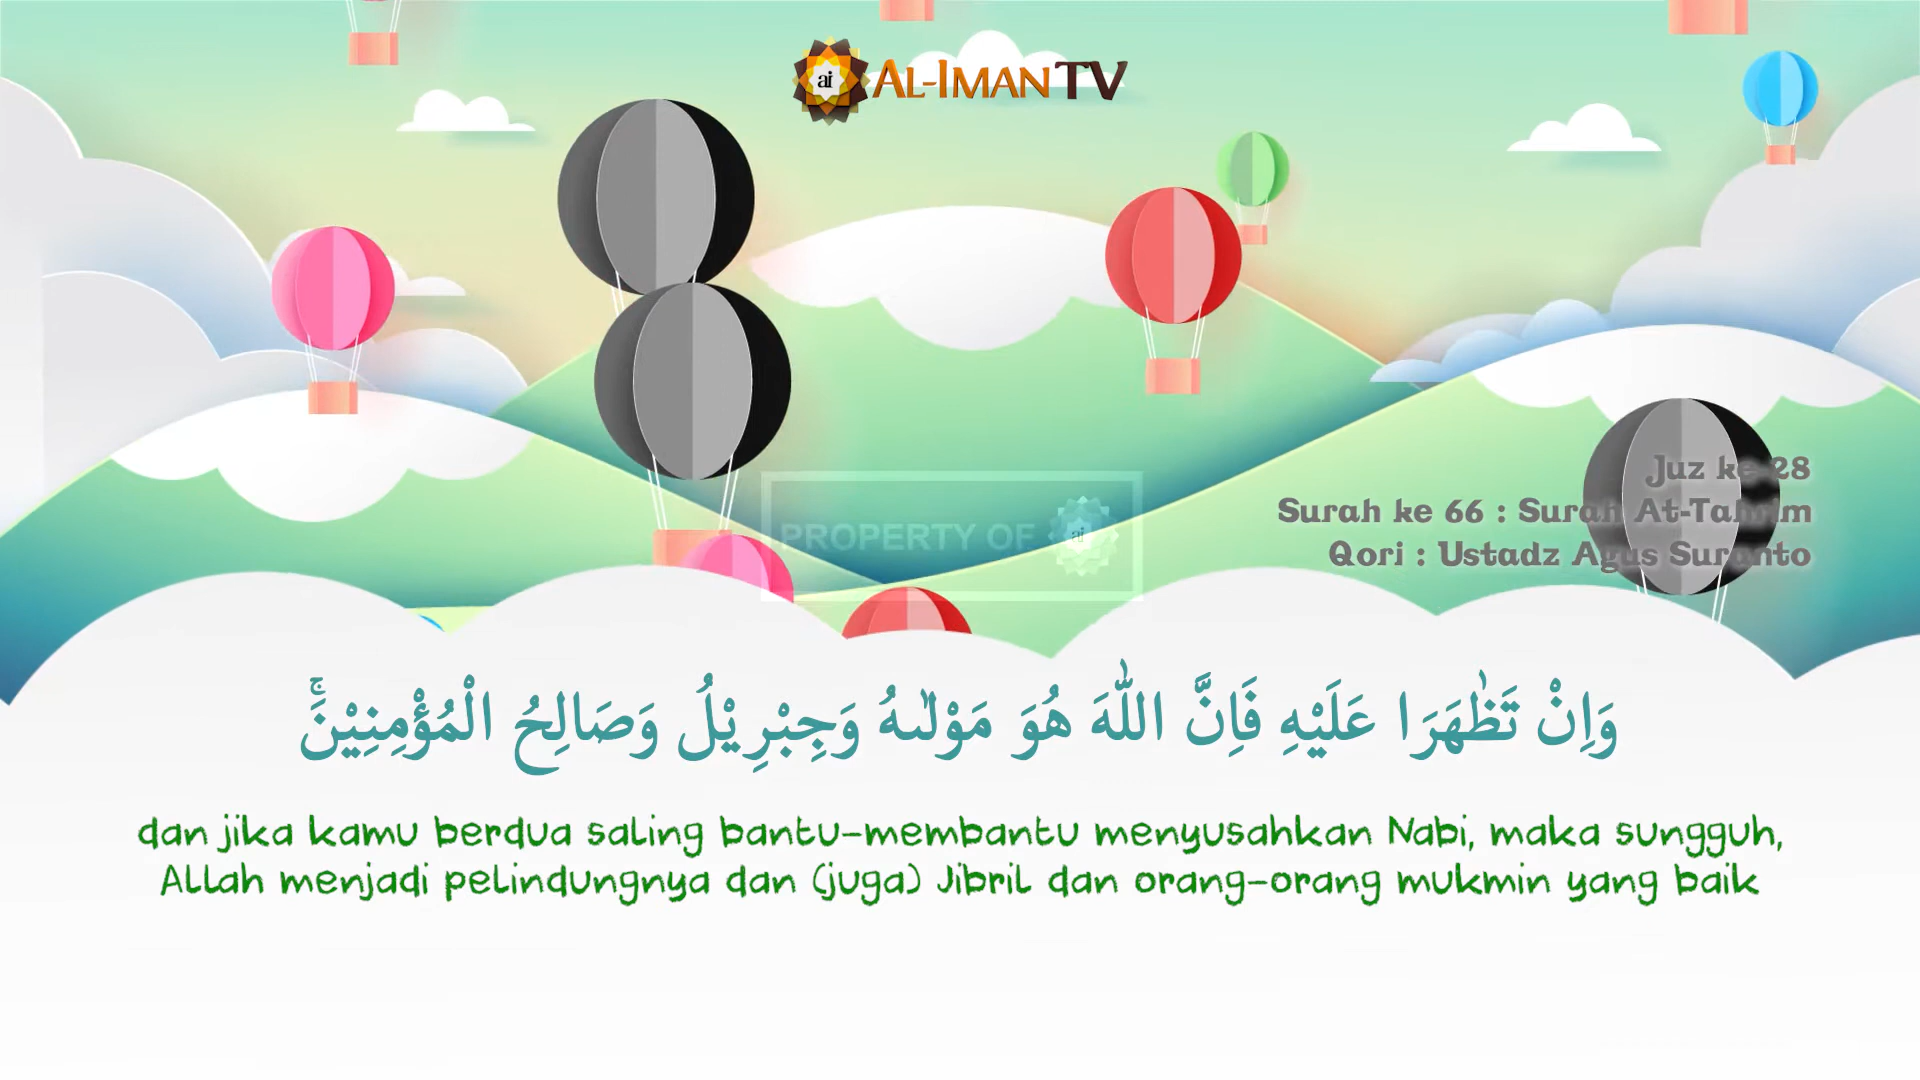 ai AL-IMAN TV
PROPERTY OF ai
Juz ke 28
Surah ke 66 : Surah At-Tahrim
Qori : Ustadz Agus Suranto
وَاِنْ تَظٰهَرَا عَلَيْهِ فَاِنَّ اللّٰهَ هُوَ مَوْلٰىهُ وَجِبْرِيْلُ وَصَالِحُ الْمُؤْمِنِيْنَۚ
dan jika kamu berdua saling bantu-membantu menyusahkan Nabi, maka sungguh,
Allah menjadi pelindungnya dan (juga) Jibril dan orang-orang mukmin yang baik